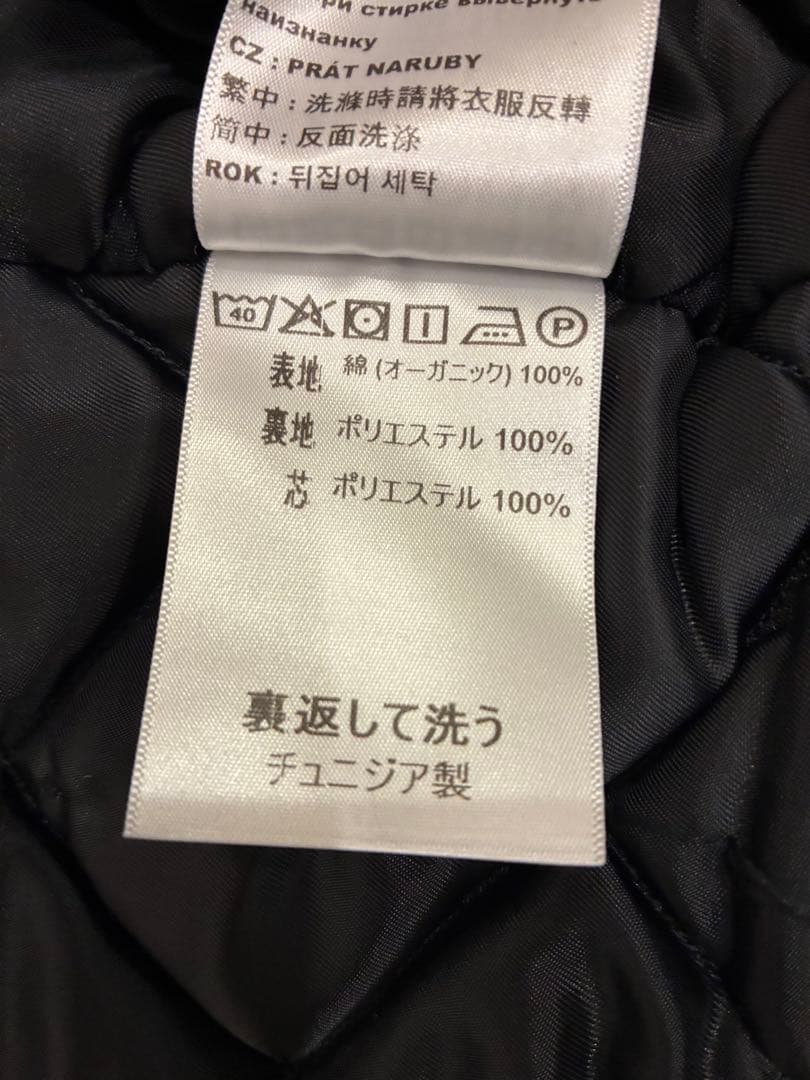 ри стирке вывернуть
наизнанку
CZ : PRÁT NARUBY
繁中 : 洗滌時請將衣服反轉
简中 : 反面洗涤
ROK : 뒤집어 세탁
40 P
表地 綿 (オーガニック) 100%
裏地 ポリエステル 100%
芯 ポリエステル 100%
裏返して洗う
チュニジア製